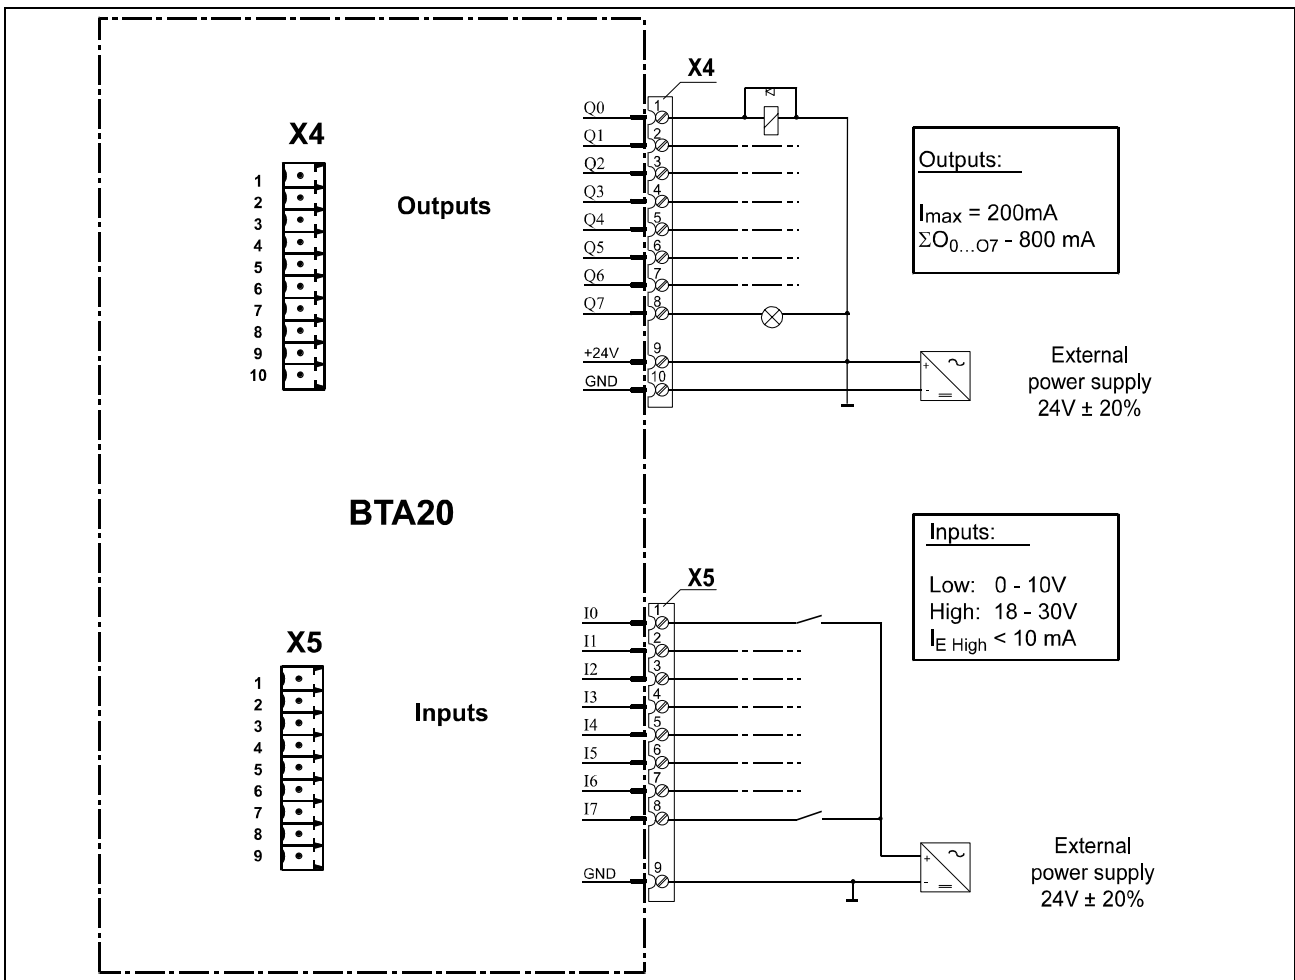 X4
1
2
3
4
5
6
7
8
9
10
Outputs
X4
Q0 1
Q1 2
Q2 3
Q3 4
Q4 5
Q5 6
Q6 7
Q7 8
+24V 9
GND 10
+
-
Outputs:
Imax = 200mA
ΣO0...O7 - 800 mA
External
power supply
24V ± 20%
BTA20
X5
1
2
3
4
5
6
7
8
9
Inputs
X5
I0 1
I1 2
I2 3
I3 4
I4 5
I5 6
I6 7
I7 8
GND 9
+
-
Inputs:
Low: 0 - 10V
High: 18 - 30V
IE High < 10 mA
External
power supply
24V ± 20%